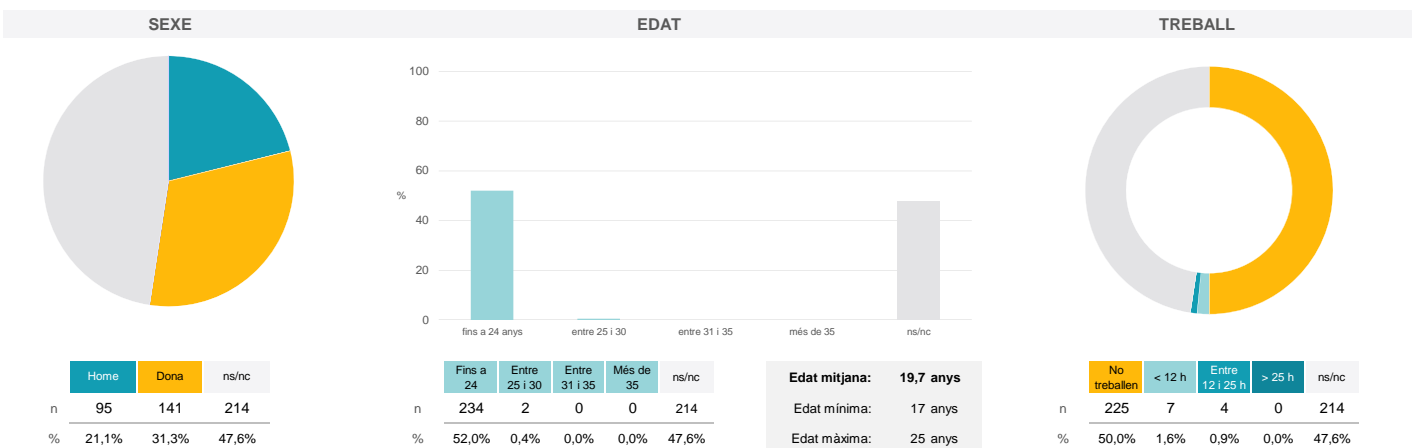 SEXE EDAT TREBALL
100
80
60
%
40
20
0
fins a 24 anys entre 25 i 30 entre 31 i 35 més de 35 ns/nc
Home Dona ns/nc
n 95 141 214
% 21,1% 31,3% 47,6%
Fins a 24 Entre 25 i 30 Entre 31 i 35 Més de 35 ns/nc
n 234 2 0 0 214
% 52,0% 0,4% 0,0% 0,0% 47,6%
Edat mitjana: 19,7 anys
Edat mínima: 17 anys
Edat màxima: 25 anys
No treballen < 12 h Entre 12 i 25 h > 25 h ns/nc
n 225 7 4 0 214
% 50,0% 1,6% 0,9% 0,0% 47,6%